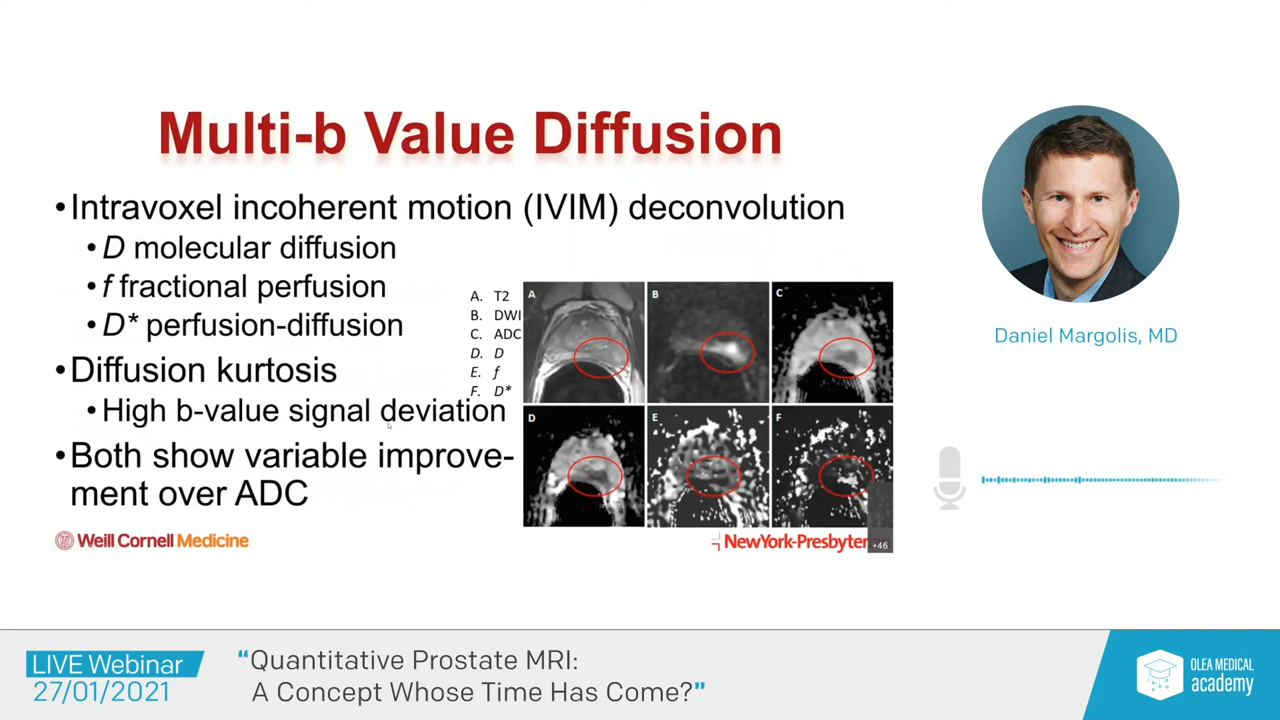 Multi-b Value Diffusion
•Intravoxel incoherent motion (IVIM) deconvolution
•D molecular diffusion
•f fractional perfusion
•D* perfusion-diffusion
•Diffusion kurtosis
•High b-value signal deviation
•Both show variable improve-
ment over ADC
A. T2
B. DWI
C. ADC
D. D
E. f
F. D*
A
B
C
D
E
F
+46
Weill Cornell Medicine
NewYork-Presbyter
Daniel Margolis, MD
LIVE Webinar
27/01/2021
“Quantitative Prostate MRI:
A Concept Whose Time Has Come?”
OLEA MEDICAL
academy